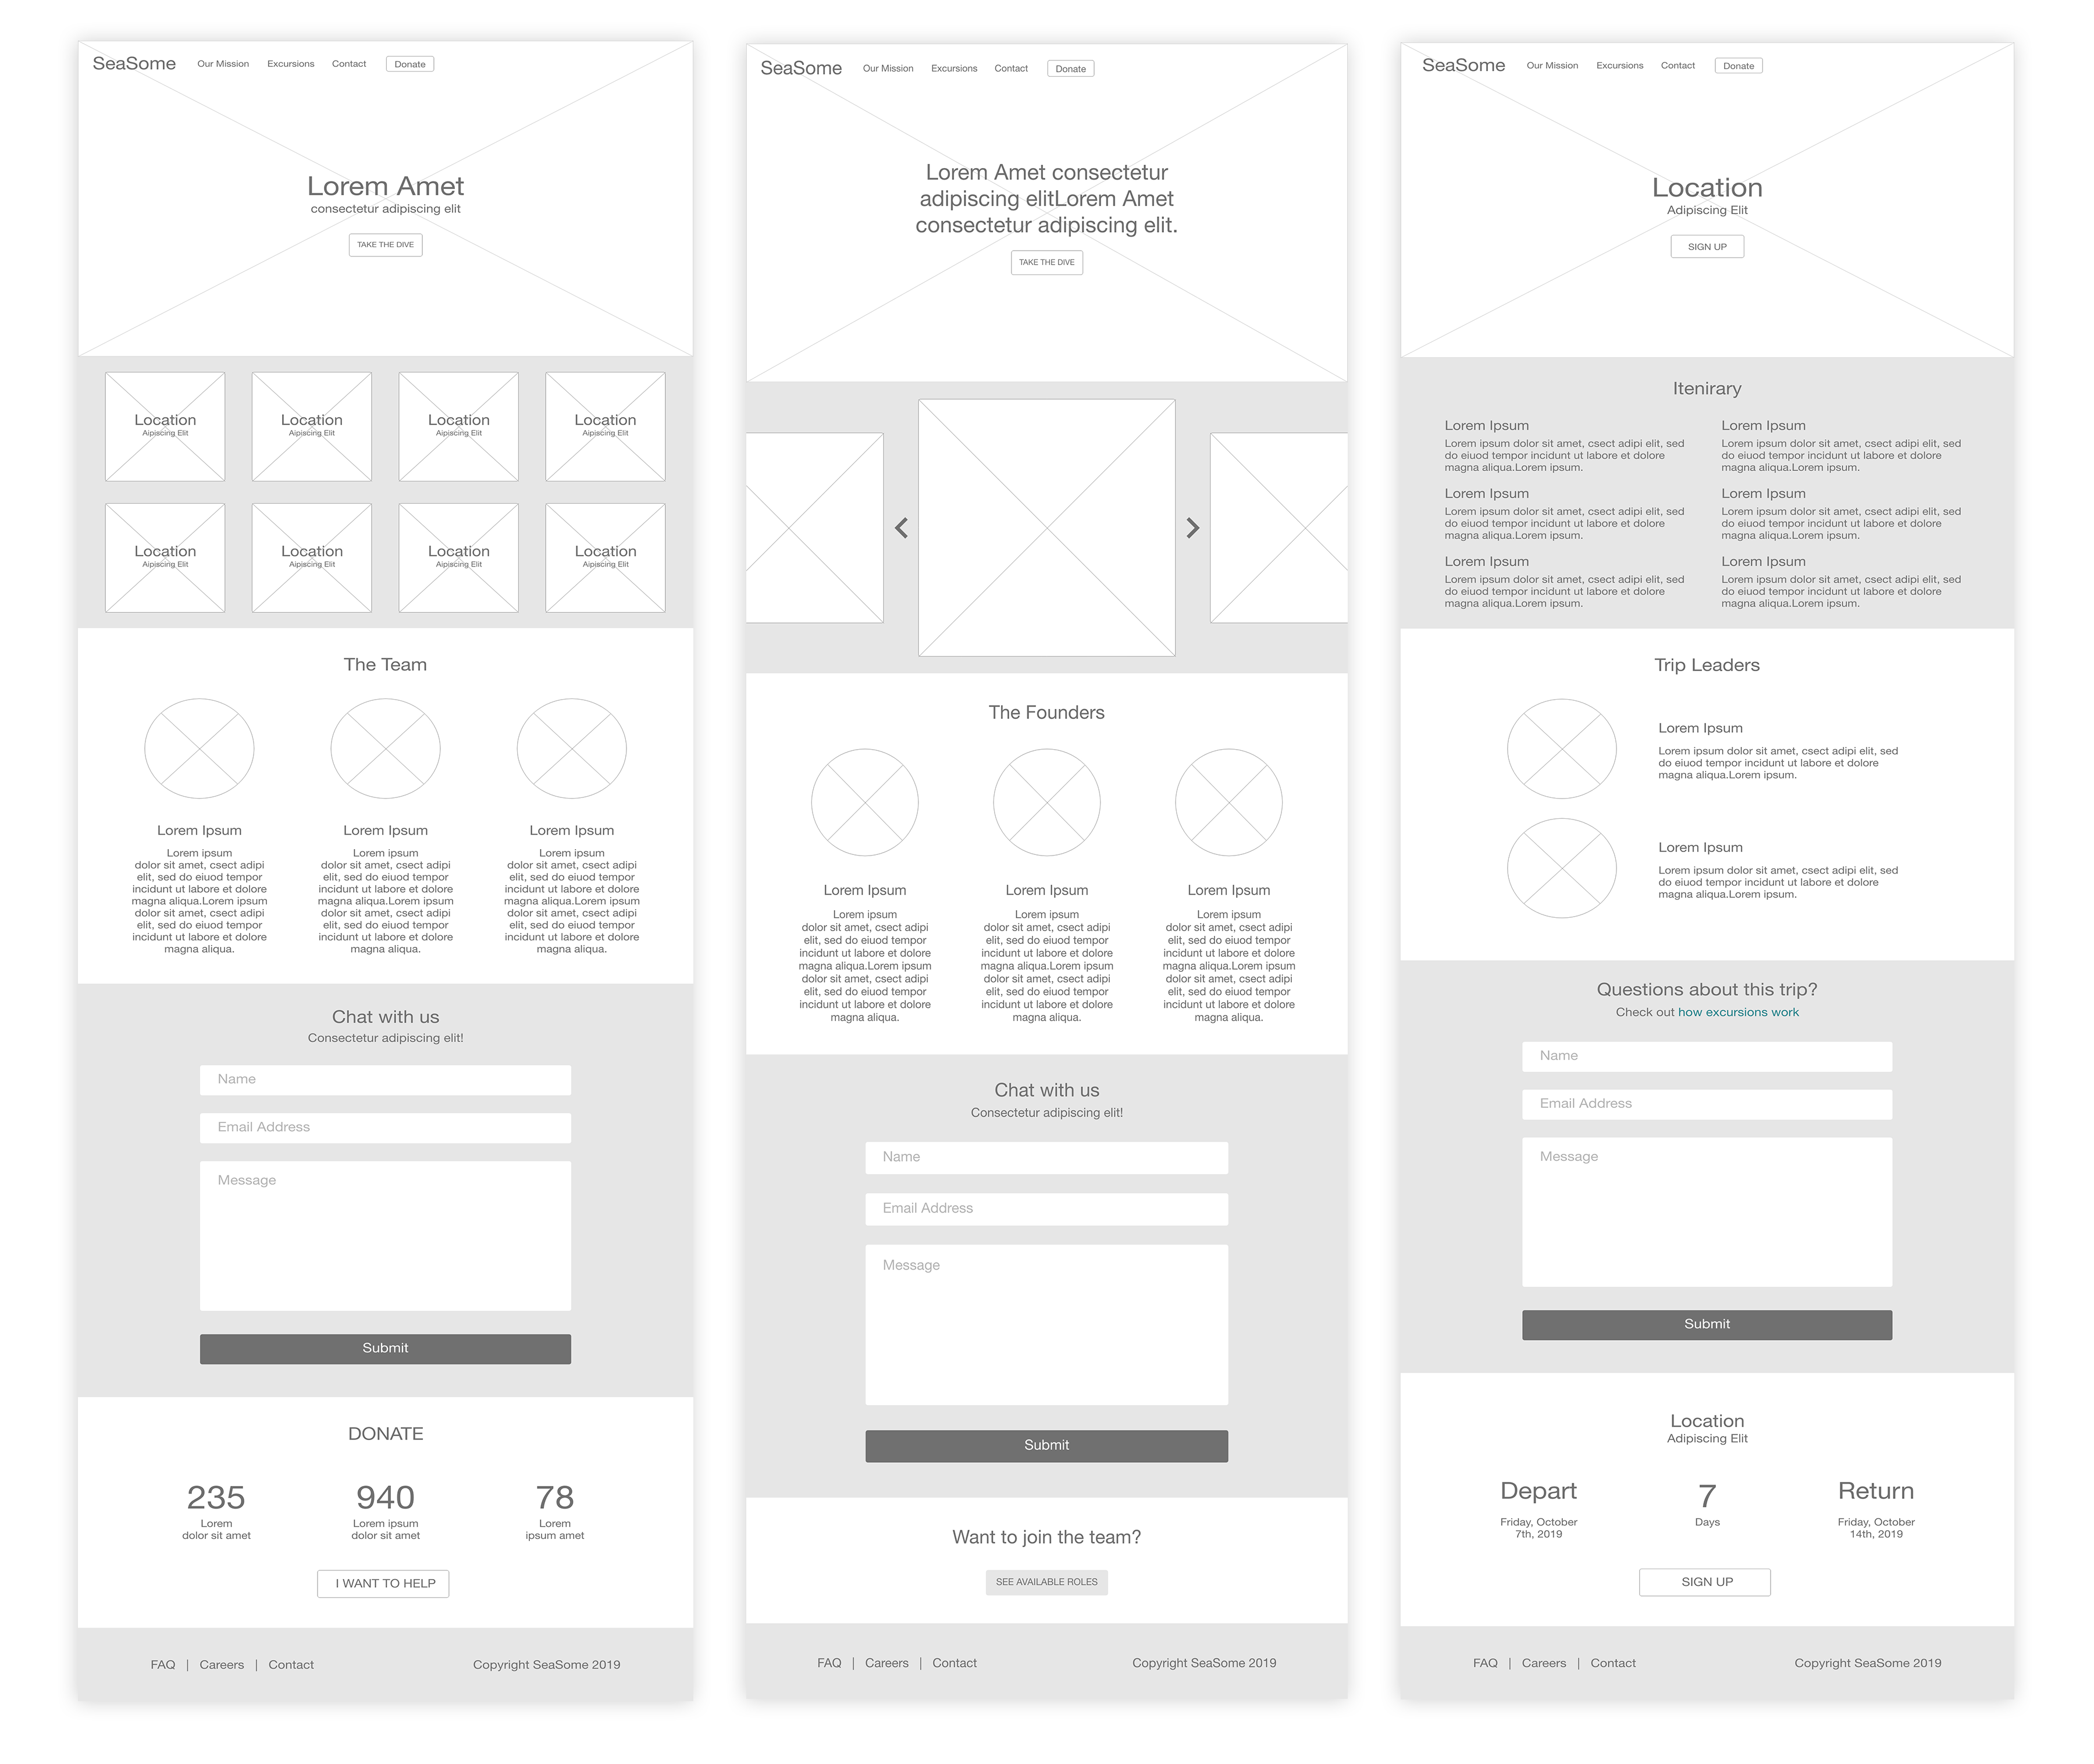 SeaSome Our Mission Excursions Contact Donate
Lorem Amet
consectetur adipiscing elit
TAKE THE DIVE
Location Location Location Location
Aipiscing Elit Aipiscing Elit Aipiscing Elit Aipiscing Elit
Location Location Location Location
Aipiscing Elit Aipiscing Elit Aipiscing Elit Aipiscing Elit
The Team
Lorem Ipsum
Lorem ipsum
dolor sit amet, csect adipi
elit, sed do eiuod tempor
incidunt ut labore et dolore
magna aliqua.Lorem ipsum
dolor sit amet, csect adipi
elit, sed do eiuod tempor
incidunt ut labore et dolore
magna aliqua.
Lorem Ipsum
Lorem ipsum
dolor sit amet, csect adipi
elit, sed do eiuod tempor
incidunt ut labore et dolore
magna aliqua.Lorem ipsum
dolor sit amet, csect adipi
elit, sed do eiuod tempor
incidunt ut labore et dolore
magna aliqua.
Lorem Ipsum
Lorem ipsum
dolor sit amet, csect adipi
elit, sed do eiuod tempor
incidunt ut labore et dolore
magna aliqua.Lorem ipsum
dolor sit amet, csect adipi
elit, sed do eiuod tempor
incidunt ut labore et dolore
magna aliqua.
Chat with us
Consectetur adipiscing elit!
Name
Email Address
Message
Submit
DONATE
235
Lorem
dolor sit amet
940
Lorem ipsum
dolor sit amet
78
Lorem
ipsum amet
I WANT TO HELP
FAQ | Careers | Contact Copyright SeaSome 2019
SeaSome Our Mission Excursions Contact Donate
Lorem Amet consectetur
adipiscing elitLorem Amet
consectetur adipiscing elit.
TAKE THE DIVE
The Founders
Lorem Ipsum
Lorem ipsum
dolor sit amet, csect adipi
elit, sed do eiuod tempor
incidunt ut labore et dolore
magna aliqua.Lorem ipsum
dolor sit amet, csect adipi
elit, sed do eiuod tempor
incidunt ut labore et dolore
magna aliqua.
Lorem Ipsum
Lorem ipsum
dolor sit amet, csect adipi
elit, sed do eiuod tempor
incidunt ut labore et dolore
magna aliqua.Lorem ipsum
dolor sit amet, csect adipi
elit, sed do eiuod tempor
incidunt ut labore et dolore
magna aliqua.
Lorem Ipsum
Lorem ipsum
dolor sit amet, csect adipi
elit, sed do eiuod tempor
incidunt ut labore et dolore
magna aliqua.Lorem ipsum
dolor sit amet, csect adipi
elit, sed do eiuod tempor
incidunt ut labore et dolore
magna aliqua.
Chat with us
Consectetur adipiscing elit!
Name
Email Address
Message
Submit
Want to join the team?
SEE AVAILABLE ROLES
FAQ | Careers | Contact Copyright SeaSome 2019
SeaSome Our Mission Excursions Contact Donate
Location
Adipiscing Elit
SIGN UP
Itenirary
Lorem Ipsum
Lorem ipsum dolor sit amet, csect adipi elit, sed
do eiuod tempor incidunt ut labore et dolore
magna aliqua.Lorem ipsum.
Lorem Ipsum
Lorem ipsum dolor sit amet, csect adipi elit, sed
do eiuod tempor incidunt ut labore et dolore
magna aliqua.Lorem ipsum.
Lorem Ipsum
Lorem ipsum dolor sit amet, csect adipi elit, sed
do eiuod tempor incidunt ut labore et dolore
magna aliqua.Lorem ipsum.
Lorem Ipsum
Lorem ipsum dolor sit amet, csect adipi elit, sed
do eiuod tempor incidunt ut labore et dolore
magna aliqua.Lorem ipsum.
Lorem Ipsum
Lorem ipsum dolor sit amet, csect adipi elit, sed
do eiuod tempor incidunt ut labore et dolore
magna aliqua.Lorem ipsum.
Lorem Ipsum
Lorem ipsum dolor sit amet, csect adipi elit, sed
do eiuod tempor incidunt ut labore et dolore
magna aliqua.Lorem ipsum.
Trip Leaders
Lorem Ipsum
Lorem ipsum dolor sit amet, csect adipi elit, sed
do eiuod tempor incidunt ut labore et dolore
magna aliqua.Lorem ipsum.
Lorem Ipsum
Lorem ipsum dolor sit amet, csect adipi elit, sed
do eiuod tempor incidunt ut labore et dolore
magna aliqua.Lorem ipsum.
Questions about this trip?
Check out how excursions work
Name
Email Address
Message
Submit
Location
Adipiscing Elit
Depart
Friday, October
7th, 2019
7
Days
Return
Friday, October
14th, 2019
SIGN UP
FAQ | Careers | Contact Copyright SeaSome 2019